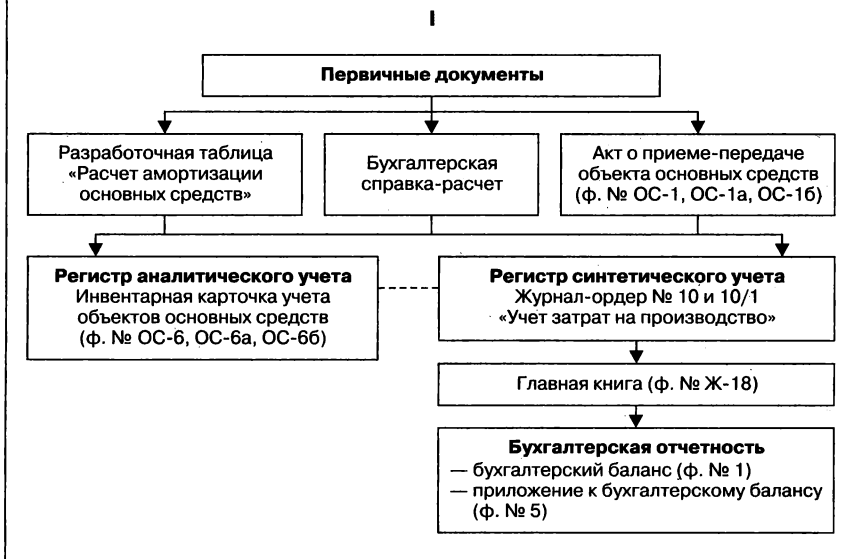 I
Первичные документы
Разработочная таблица
«Расчет амортизации
основных средств»
Бухгалтерская
справка-расчет
Акт о приеме-передаче
объекта основных средств
(ф. № ОС-1, ОС-1а, ОС-1б)
Регистр аналитического учета
Инвентарная карточка учета
объектов основных средств
(ф. № ОС-6, ОС-6а, ОС-6б)
Регистр синтетического учета
Журнал-ордер № 10 и 10/1
«Учет затрат на производство»
Главная книга (ф. № Ж-18)
Бухгалтерская отчетность
— бухгалтерский баланс (ф. № 1)
— приложение к бухгалтерскому балансу
(ф. № 5)